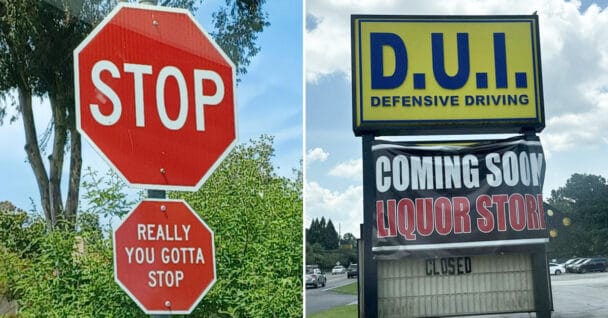 STOP
REALLY
YOU GOTTA
STOP
D.U.I.
DEFENSIVE DRIVING
COMING SOON
LIQUOR STORE
CLOSED